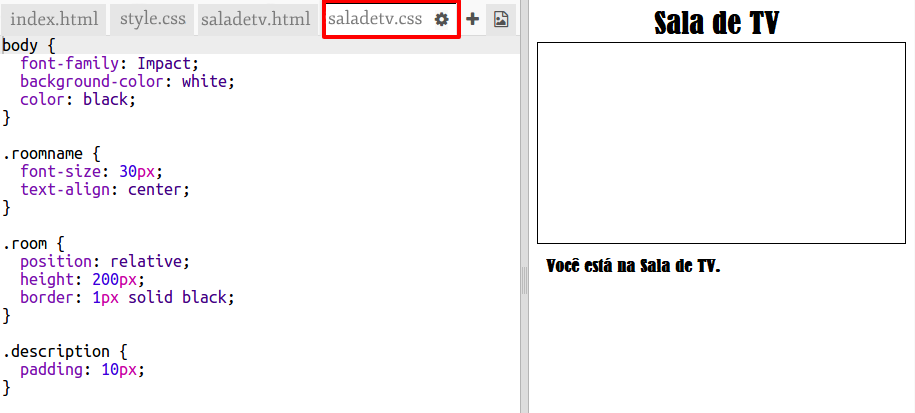 index.html style.css saladetv.html saladetv.css
body {
  font-family: Impact;
  background-color: white;
  color: black;
}
.roomname {
  font-size: 30px;
  text-align: center;
}
.room {
  position: relative;
  height: 200px;
  border: 1px solid black;
}
.description {
  padding: 10px;
}
Sala de TV
Você está na Sala de TV.